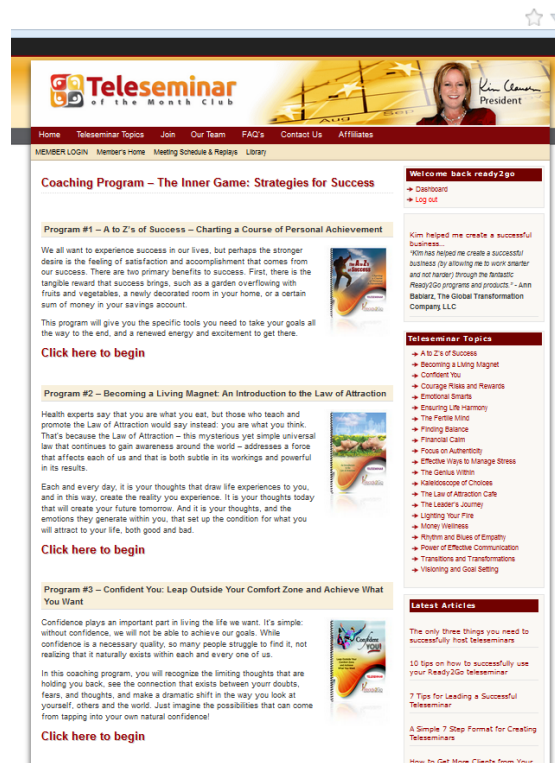 Teleseminar
of the Month Club
Aug
Sep
Kim Clausen
President
Home Teleseminar Topics Join Our Team FAQ's Contact Us Affiliates
MEMBER LOGIN Member's Home Meeting Schedule & Replays Library
Coaching Program – The Inner Game: Strategies for Success
Program #1 – A to Z's of Success – Charting a Course of Personal Achievement
We all want to experience success in our lives, but perhaps the stronger
desire is the feeling of satisfaction and accomplishment that comes from
our success. There are two primary benefits to success. First, there is the
tangible reward that success brings, such as a garden overflowing with
fruits and vegetables, a newly decorated room in your home, or a certain
sum of money in your savings account.
This program will give you the specific tools you need to take your goals all
the way to the end, and a renewed energy and excitement to get there.
Click here to begin
The A to Z's
of Success
Program #2 – Becoming a Living Magnet: An Introduction to the Law of Attraction
Health experts say that you are what you eat, but those who teach and
promote the Law of Attraction would say instead: you are what you think.
That's because the Law of Attraction – this mysterious yet simple universal
law that continues to gain awareness around the world – addresses a force
that affects each of us and that is both subtle in its workings and powerful
in its results.
Each and every day, it is your thoughts that draw life experiences to you,
and in this way, create the reality you experience. It is your thoughts today
that will create your future tomorrow. And it is your thoughts, and the
emotions they generate within you, that set up the condition for what you
will attract to your life, both good and bad.
Click here to begin
Program #3 – Confident You: Leap Outside Your Comfort Zone and Achieve What
You Want
Confidence plays an important part in living the life we want. It's simple:
without confidence, we will not be able to achieve our goals. While
confidence is a necessary quality, so many people struggle to find it, not
realizing that it naturally exists within each and every one of us.
In this coaching program, you will recognize the limiting thoughts that are
holding you back, see the connection that exists between yourr doubts,
fears, and thoughts, and make a dramatic shift in the way you look at
yourself, others and the world. Just imagine the possibilities that can come
from tapping into your own natural confidence!
Click here to begin
Confident
YOU!
Welcome back ready2go
Dashboard
Log out
Kim helped me create a successful
business...
"Kim has helped me create a successful
business (by allowing me to work smarter
and not harder) through the fantastic
Ready2Go programs and products." - Ann
Bablarz, The Global Transformation
Company, LLC
Teleseminar Topics
A to Z's of Success
Becoming a Living Magnet
Confident You
Courage Risks and Rewards
Emotional Smarts
Ensuring Life Harmony
The Fertile Mind
Finding Balance
Financial Calm
Focus on Authenticity
Effective Ways to Manage Stress
The Genius Within
Kaleidoscope of Choices
The Law of Attraction Cafe
The Leader's Journey
Lighting Your Fire
Money Wellness
Rhythm and Blues of Empathy
Power of Effective Communication
Transitions and Transformations
Visioning and Goal Setting
Latest Articles
The only three things you need to
successfully host teleseminars
10 tips on how to successfully use
your Ready2Go teleseminar
7 Tips for Leading a Successful
Teleseminar
A Simple 7 Step Format for Creating
Teleseminars
How to Get More Clients from Your